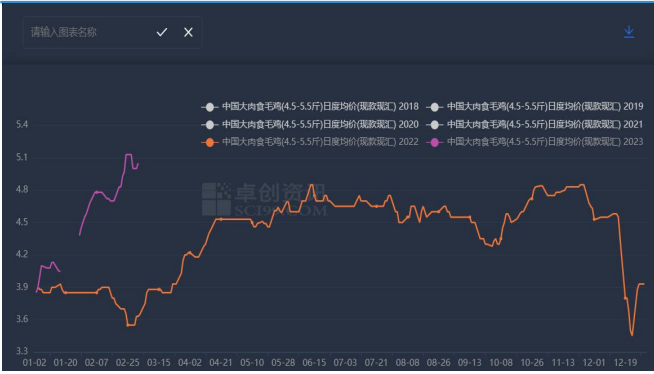 请输入图表名称
中国大肉食毛鸡(4.5-5.5斤)日度均价(现款现汇) 2018 中国大肉食毛鸡(4.5-5.5斤)日度均价(现款现汇) 2019
中国大肉食毛鸡(4.5-5.5斤)日度均价(现款现汇) 2020 中国大肉食毛鸡(4.5-5.5斤)日度均价(现款现汇) 2021
中国大肉食毛鸡(4.5-5.5斤)日度均价(现款现汇) 2022 中国大肉食毛鸡(4.5-5.5斤)日度均价(现款现汇) 2023
5.4
5.1
4.8
4.5
4.2
3.9
3.6
3.3
卓创资讯
SCI99.COM
01-02 01-20 02-07 02-25 03-15 04-02 04-21 05-10 05-28 06-15 07-03 07-21 08-08 08-26 09-13 10-08 10-26 11-13 12-01 12-19